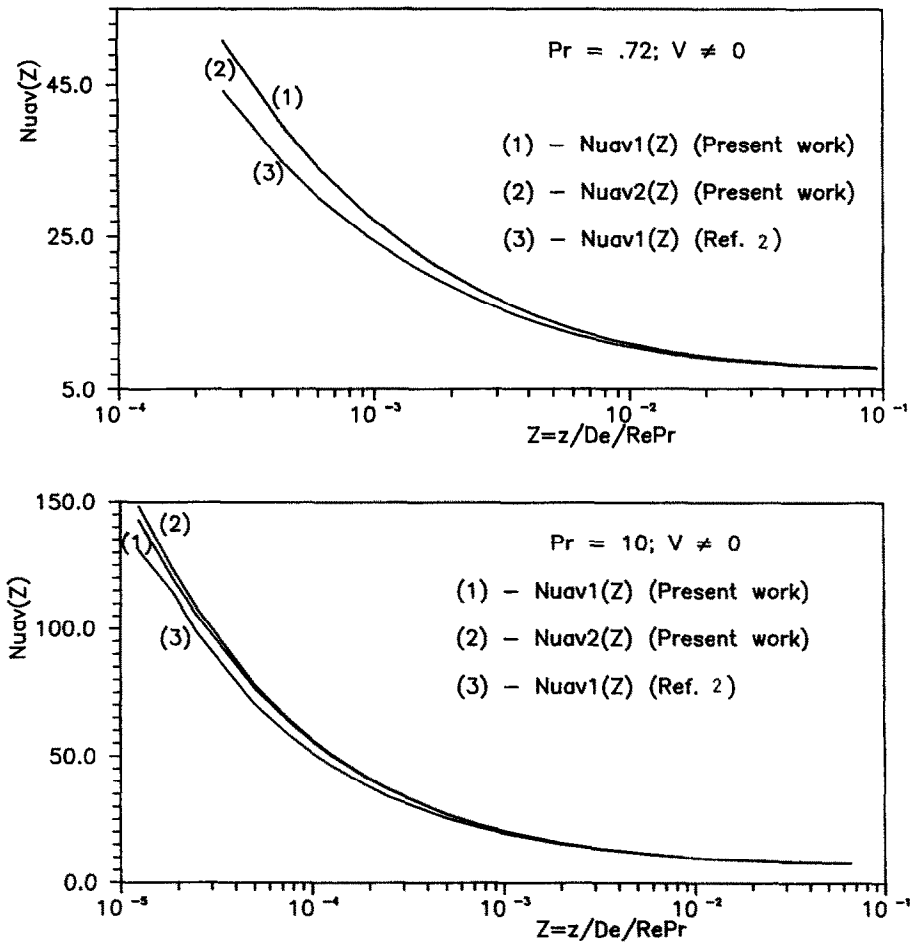 Nuav(Z)
45.0
25.0
5.0
(2)
(1)
(3)
Pr = .72; V ≠ 0
(1) – Nuav1(Z) (Present work)
(2) – Nuav2(Z) (Present work)
(3) – Nuav1(Z) (Ref. 2)
10⁻⁴
10⁻³
10⁻²
10⁻¹
Z=z/De/RePr
Nuav(Z)
150.0
100.0
50.0
0.0
(2)
(1)
(3)
Pr = 10; V ≠ 0
(1) – Nuav1(Z) (Present work)
(2) – Nuav2(Z) (Present work)
(3) – Nuav1(Z) (Ref. 2)
10⁻⁵
10⁻⁴
10⁻³
10⁻²
10⁻¹
Z=z/De/RePr